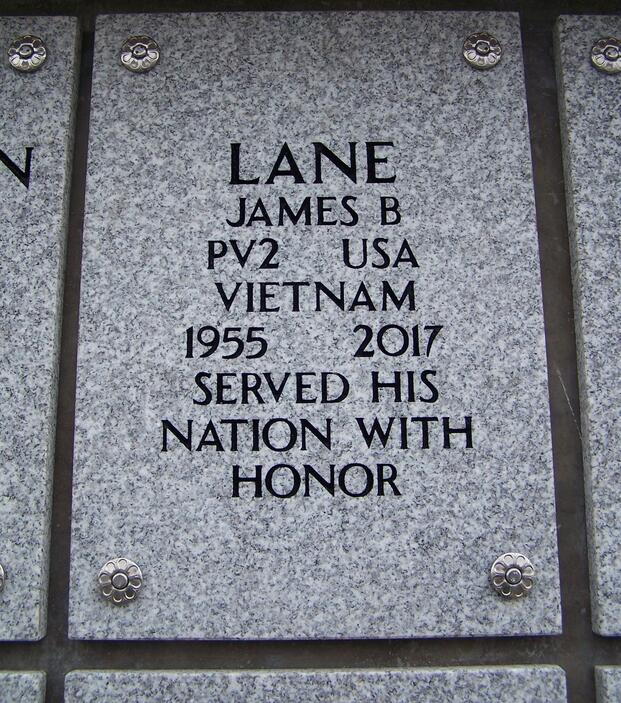 LANE
JAMES B
PV2 USA
VIETNAM
1955 2017
SERVED HIS
NATION WITH
HONOR
N